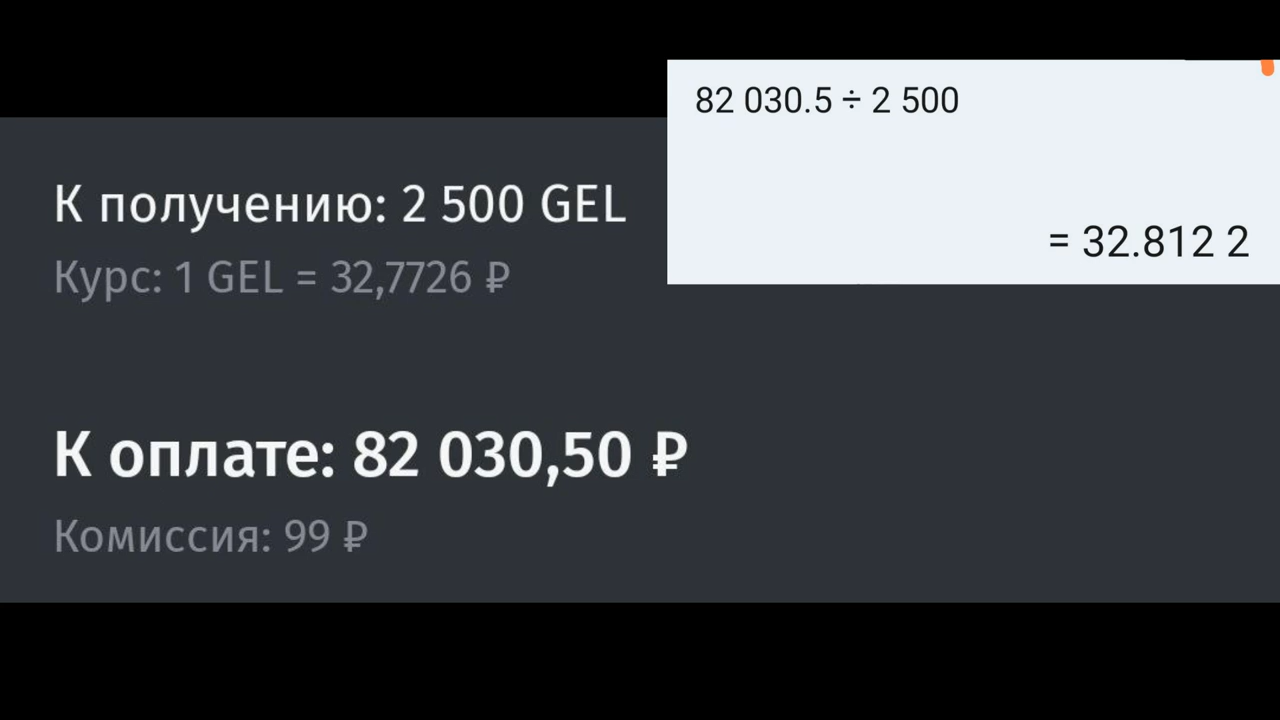 82 030.5 ÷ 2 500
= 32.812 2
К получению: 2 500 GEL
Курс: 1 GEL = 32,7726 ₽
К оплате: 82 030,50 ₽
Комиссия: 99 ₽